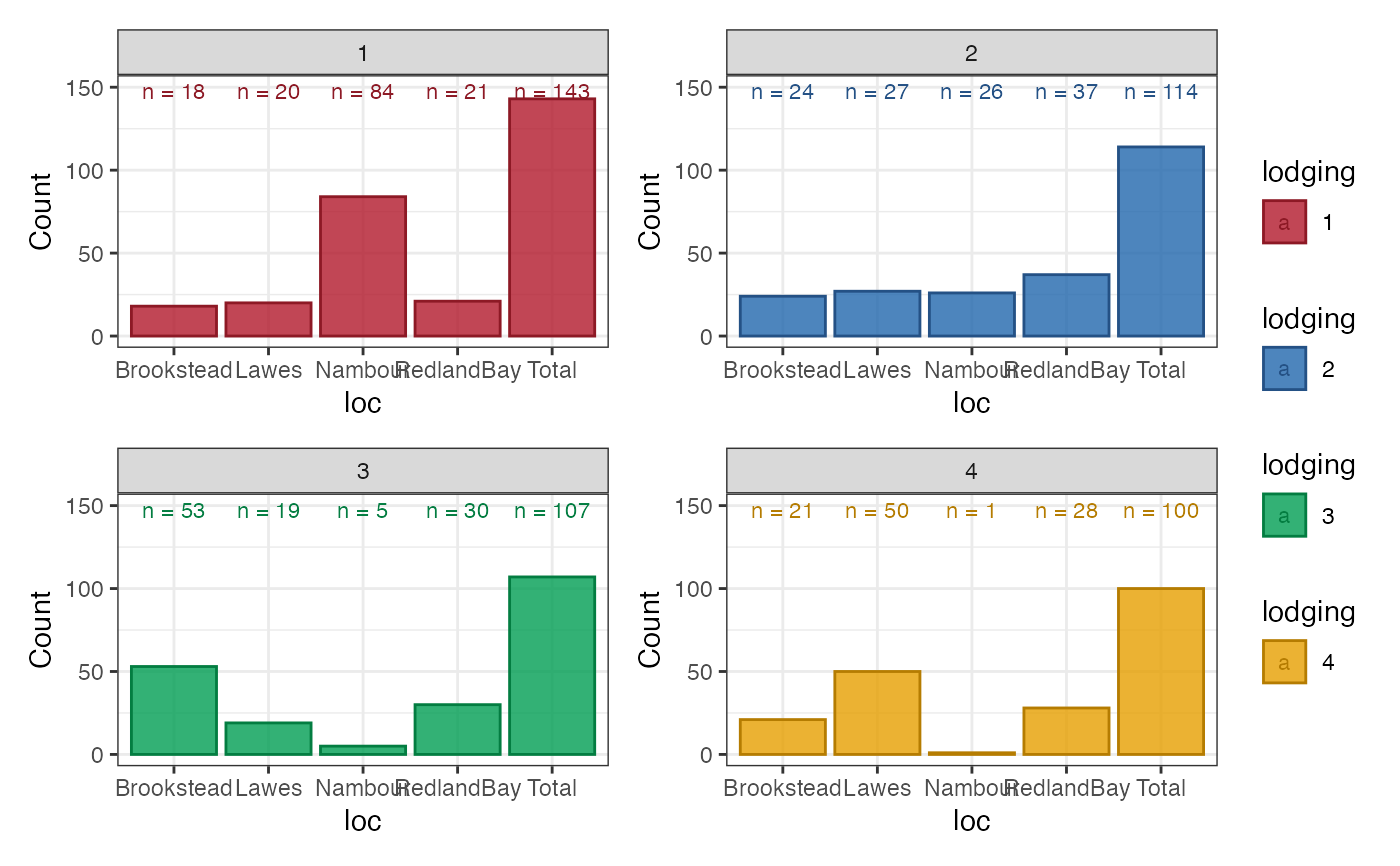 1
150
100
50
0
Count
n = 18 n = 20 n = 84 n = 21 n = 143
Brookstead Lawes Nambour RedlandBay Total
loc
2
150
100
50
0
Count
n = 24 n = 27 n = 26 n = 37 n = 114
Brookstead Lawes Nambour RedlandBay Total
loc
3
150
100
50
0
Count
n = 53 n = 19 n = 5 n = 30 n = 107
Brookstead Lawes Nambour RedlandBay Total
loc
4
150
100
50
0
Count
n = 21 n = 50 n = 1 n = 28 n = 100
Brookstead Lawes Nambour RedlandBay Total
loc
lodging
a 1
lodging
a 2
lodging
a 3
lodging
a 4